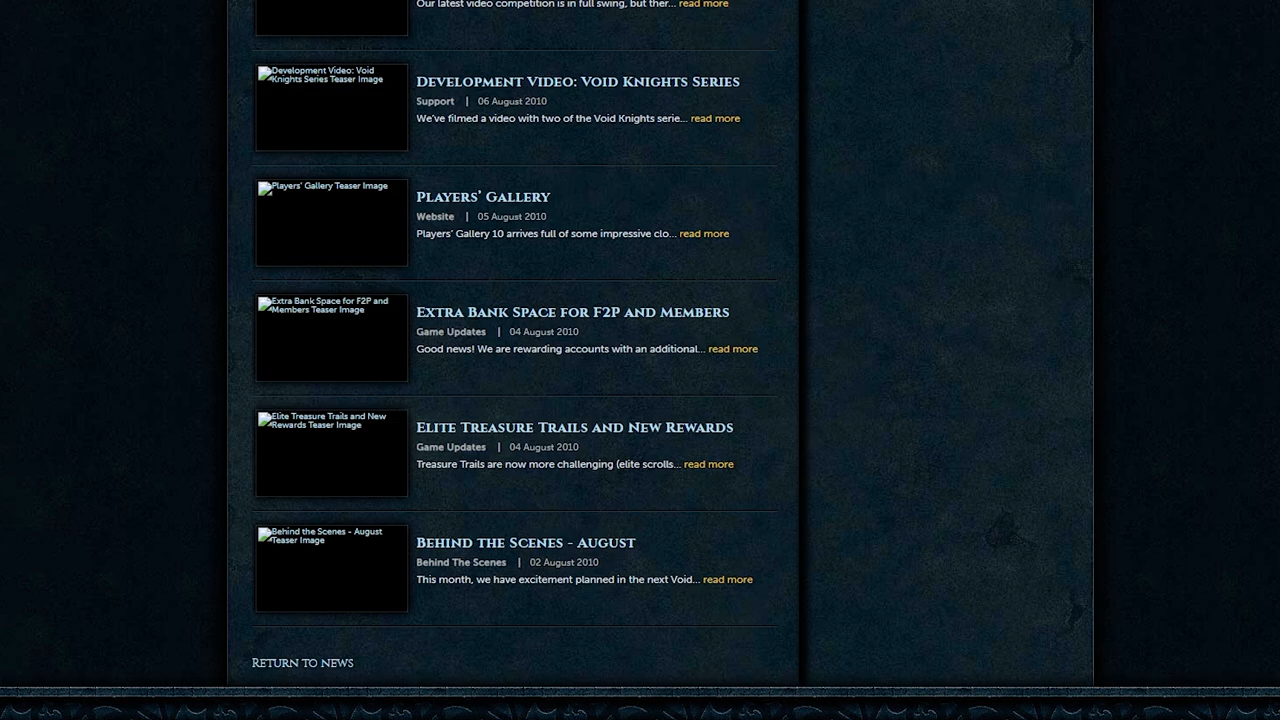 Our latest video competition is in full swing, but ther... read more
Development Video: Void
Knights Series Teaser Image
Development Video: Void Knights Series
Support | 06 August 2010
We've filmed a video with two of the Void Knights serie... read more
Players' Gallery Teaser Image
Players' Gallery
Website | 05 August 2010
Players' Gallery 10 arrives full of some impressive clo... read more
Extra Bank Space for F2P and
Members Teaser Image
Extra Bank Space for F2P and Members
Game Updates | 04 August 2010
Good news! We are rewarding accounts with an additional... read more
Elite Treasure Trails and New
Rewards Teaser Image
Elite Treasure Trails and New Rewards
Game Updates | 04 August 2010
Treasure Trails are now more challenging (elite scrolls... read more
Behind the Scenes - August
Teaser Image
Behind the Scenes - August
Behind The Scenes | 02 August 2010
This month, we have excitement planned in the next Void... read more
Return to news